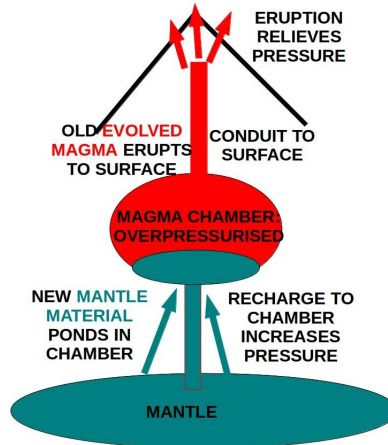 ERUPTION
RELIEVES
PRESSURE
OLD EVOLVED
MAGMA ERUPTS
TO SURFACE
CONDUIT TO
SURFACE
MAGMA CHAMBER:
OVERPRESSURISED
NEW MANTLE
MATERIAL
PONDS IN
CHAMBER
RECHARGE TO
CHAMBER
INCREASES
PRESSURE
MANTLE